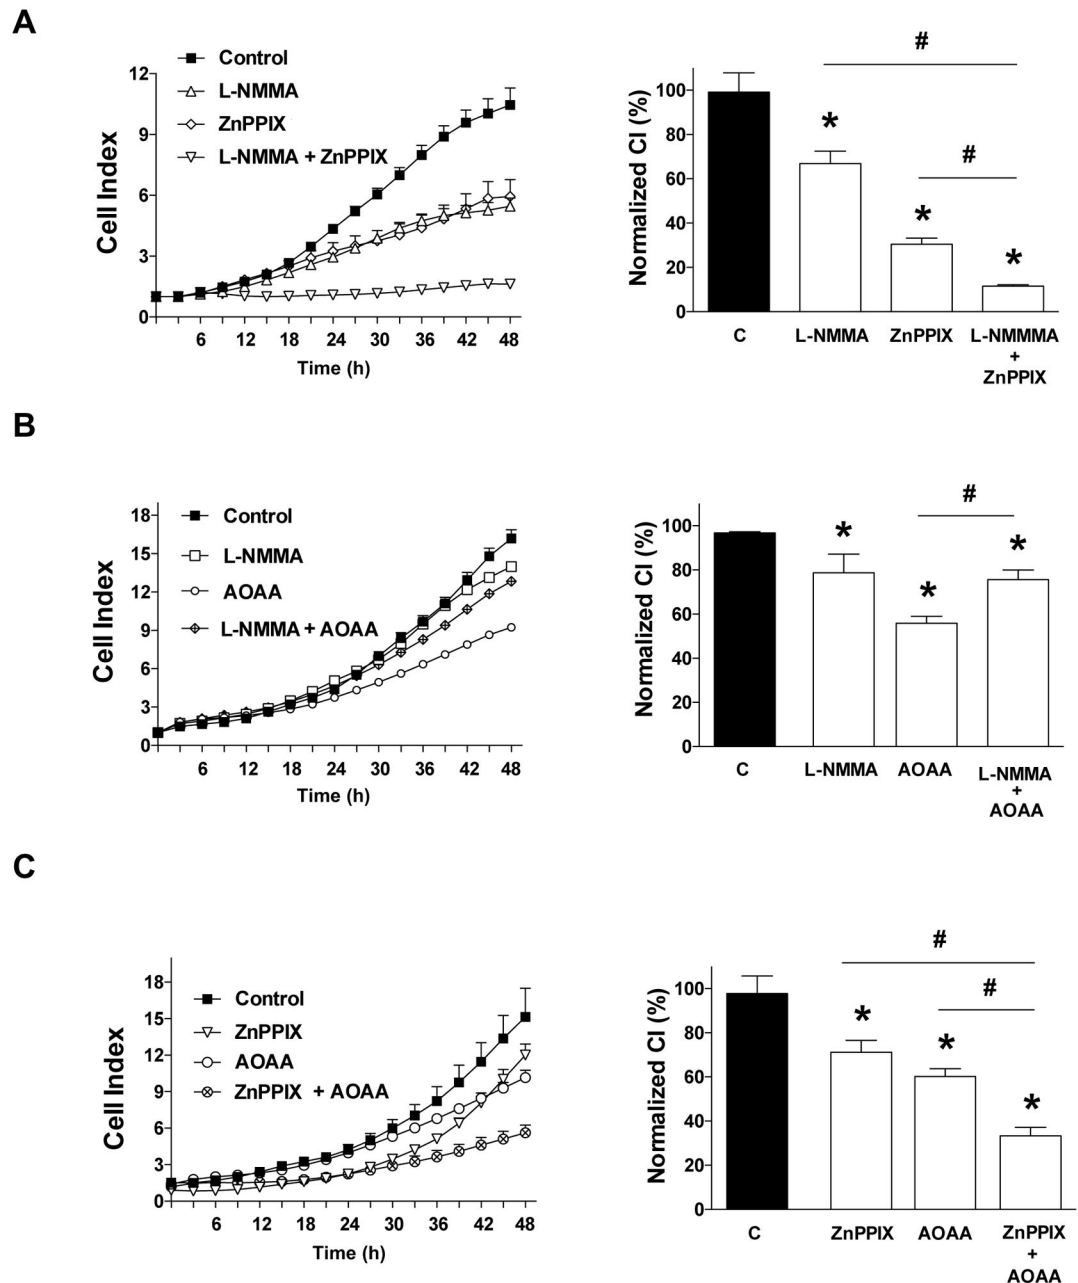 A
Control
L-NMMA
ZnPPIX
L-NMMA + ZnPPIX
Cell Index
12
9
6
3
0
6 12 18 24 30 36 42 48
Time (h)
Normalized CI (%)
100
80
60
40
20
0
#
*
#
*
*
C L-NMMA ZnPPIX L-NMMMA
+
ZnPPIX
B
Control
L-NMMA
AOAA
L-NMMA + AOAA
Cell Index
18
15
12
9
6
3
0
6 12 18 24 30 36 42 48
Time (h)
Normalized CI (%)
100
80
60
40
20
0
#
*
*
*
C L-NMMA AOAA L-NMMA
+
AOAA
C
Control
ZnPPIX
AOAA
ZnPPIX + AOAA
Cell Index
18
15
12
9
6
3
0
6 12 18 24 30 36 42 48
Time (h)
Normalized CI (%)
100
80
60
40
20
0
#
#
*
*
*
C ZnPPIX AOAA ZnPPIX
+
AOAA